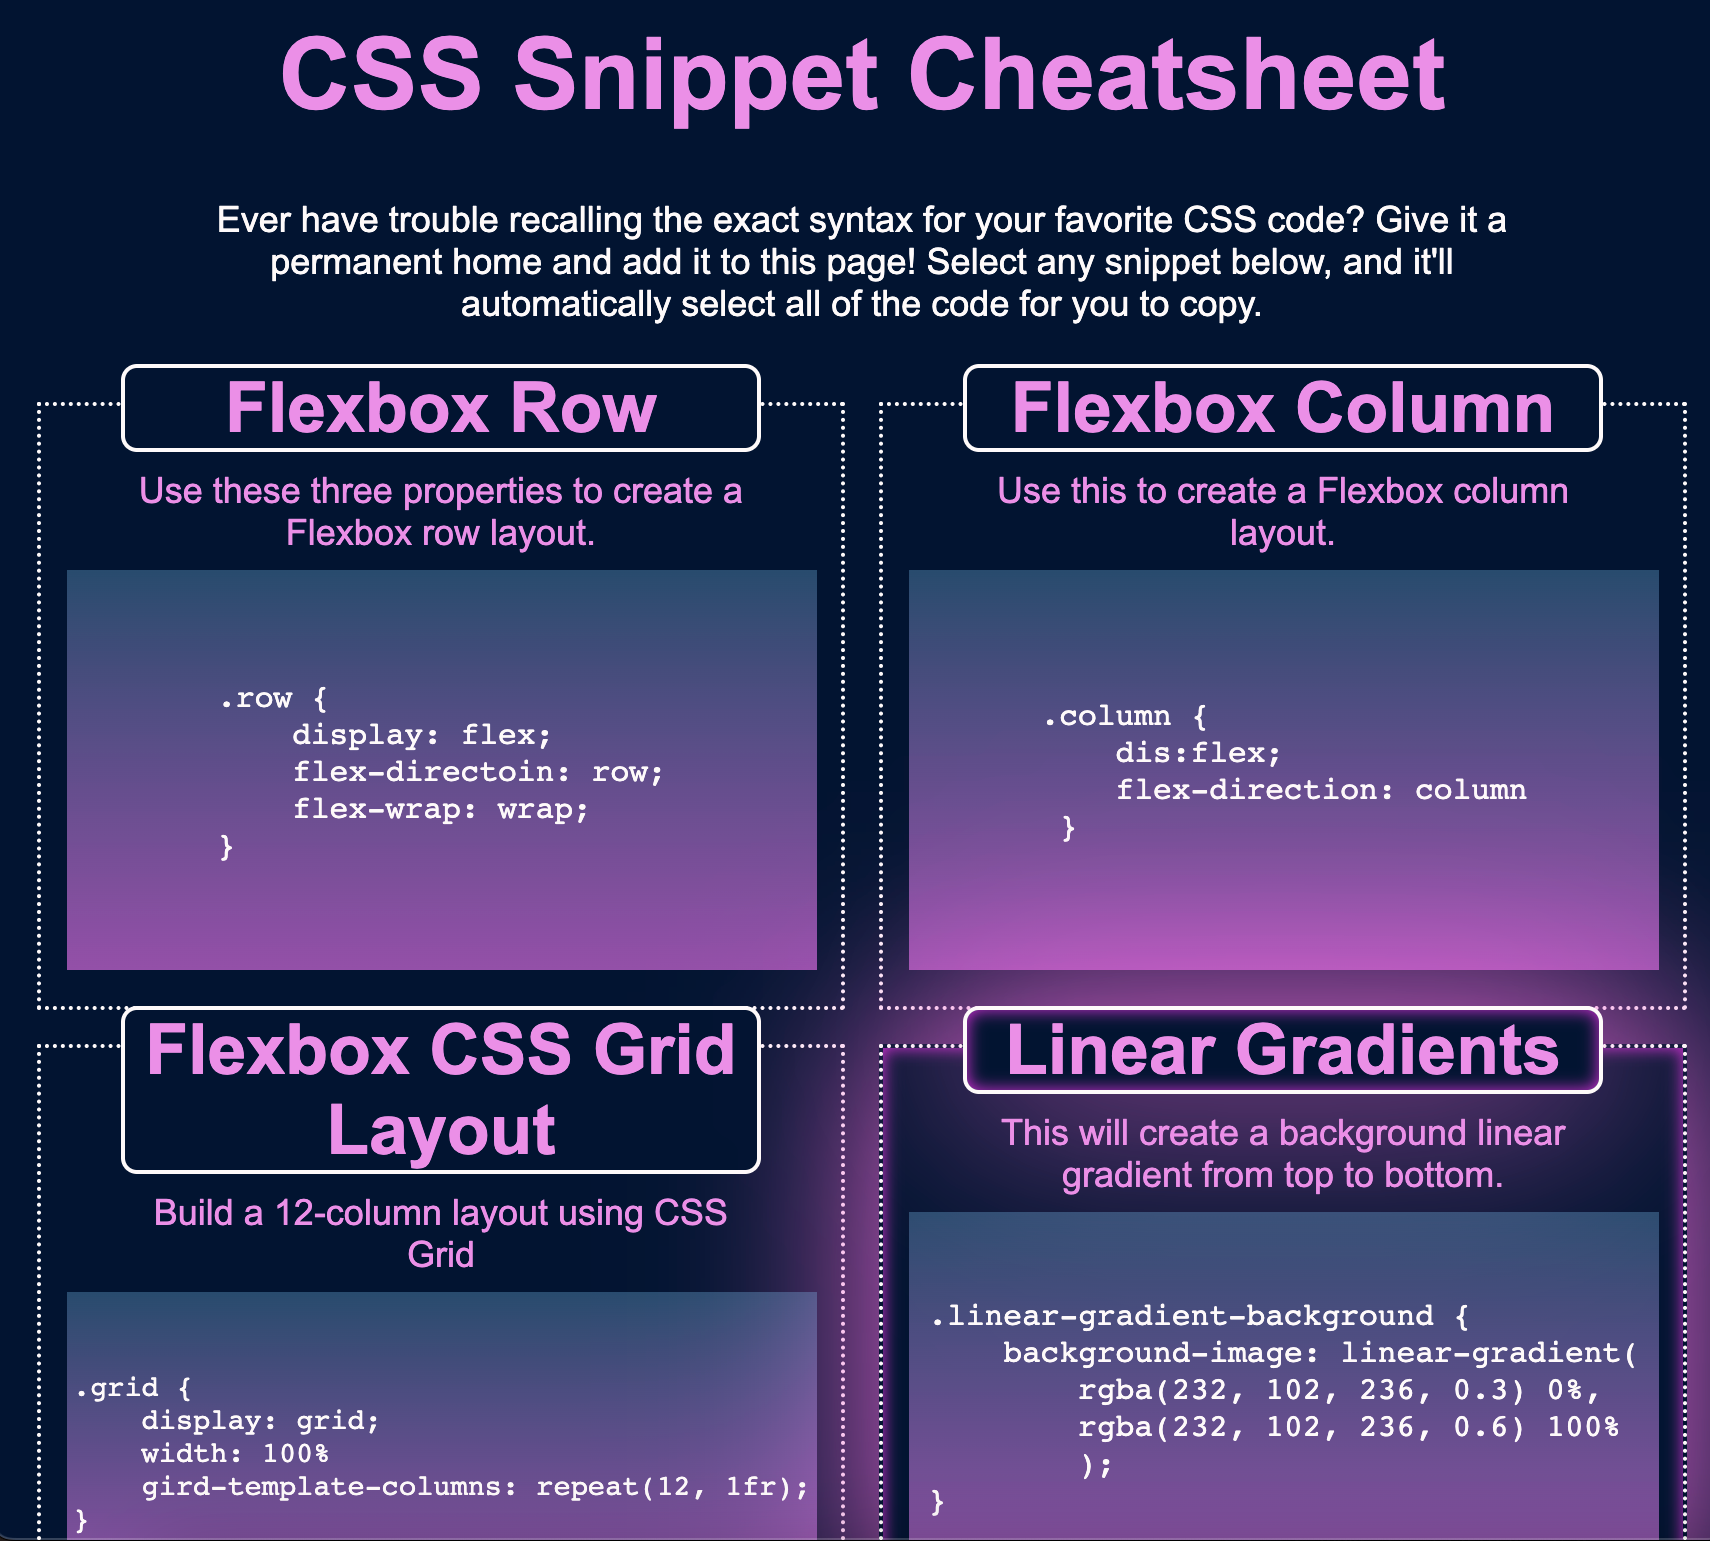 CSS Snippet Cheatsheet
Ever have trouble recalling the exact syntax for your favorite CSS code? Give it a
permanent home and add it to this page! Select any snippet below, and it'll
automatically select all of the code for you to copy.
Flexbox Row
Use these three properties to create a
Flexbox row layout.
.row {
    display: flex;
    flex-directoin: row;
    flex-wrap: wrap;
}
Flexbox Column
Use this to create a Flexbox column
layout.
.column {
    dis:flex;
    flex-direction: column
 }
Flexbox CSS Grid
Layout
Build a 12-column layout using CSS
Grid
.grid {
    display: grid;
    width: 100%
    gird-template-columns: repeat(12, 1fr);
}
Linear Gradients
This will create a background linear
gradient from top to bottom.
.linear-gradient-background {
    background-image: linear-gradient(
        rgba(232, 102, 236, 0.3) 0%,
        rgba(232, 102, 236, 0.6) 100%
        );
}